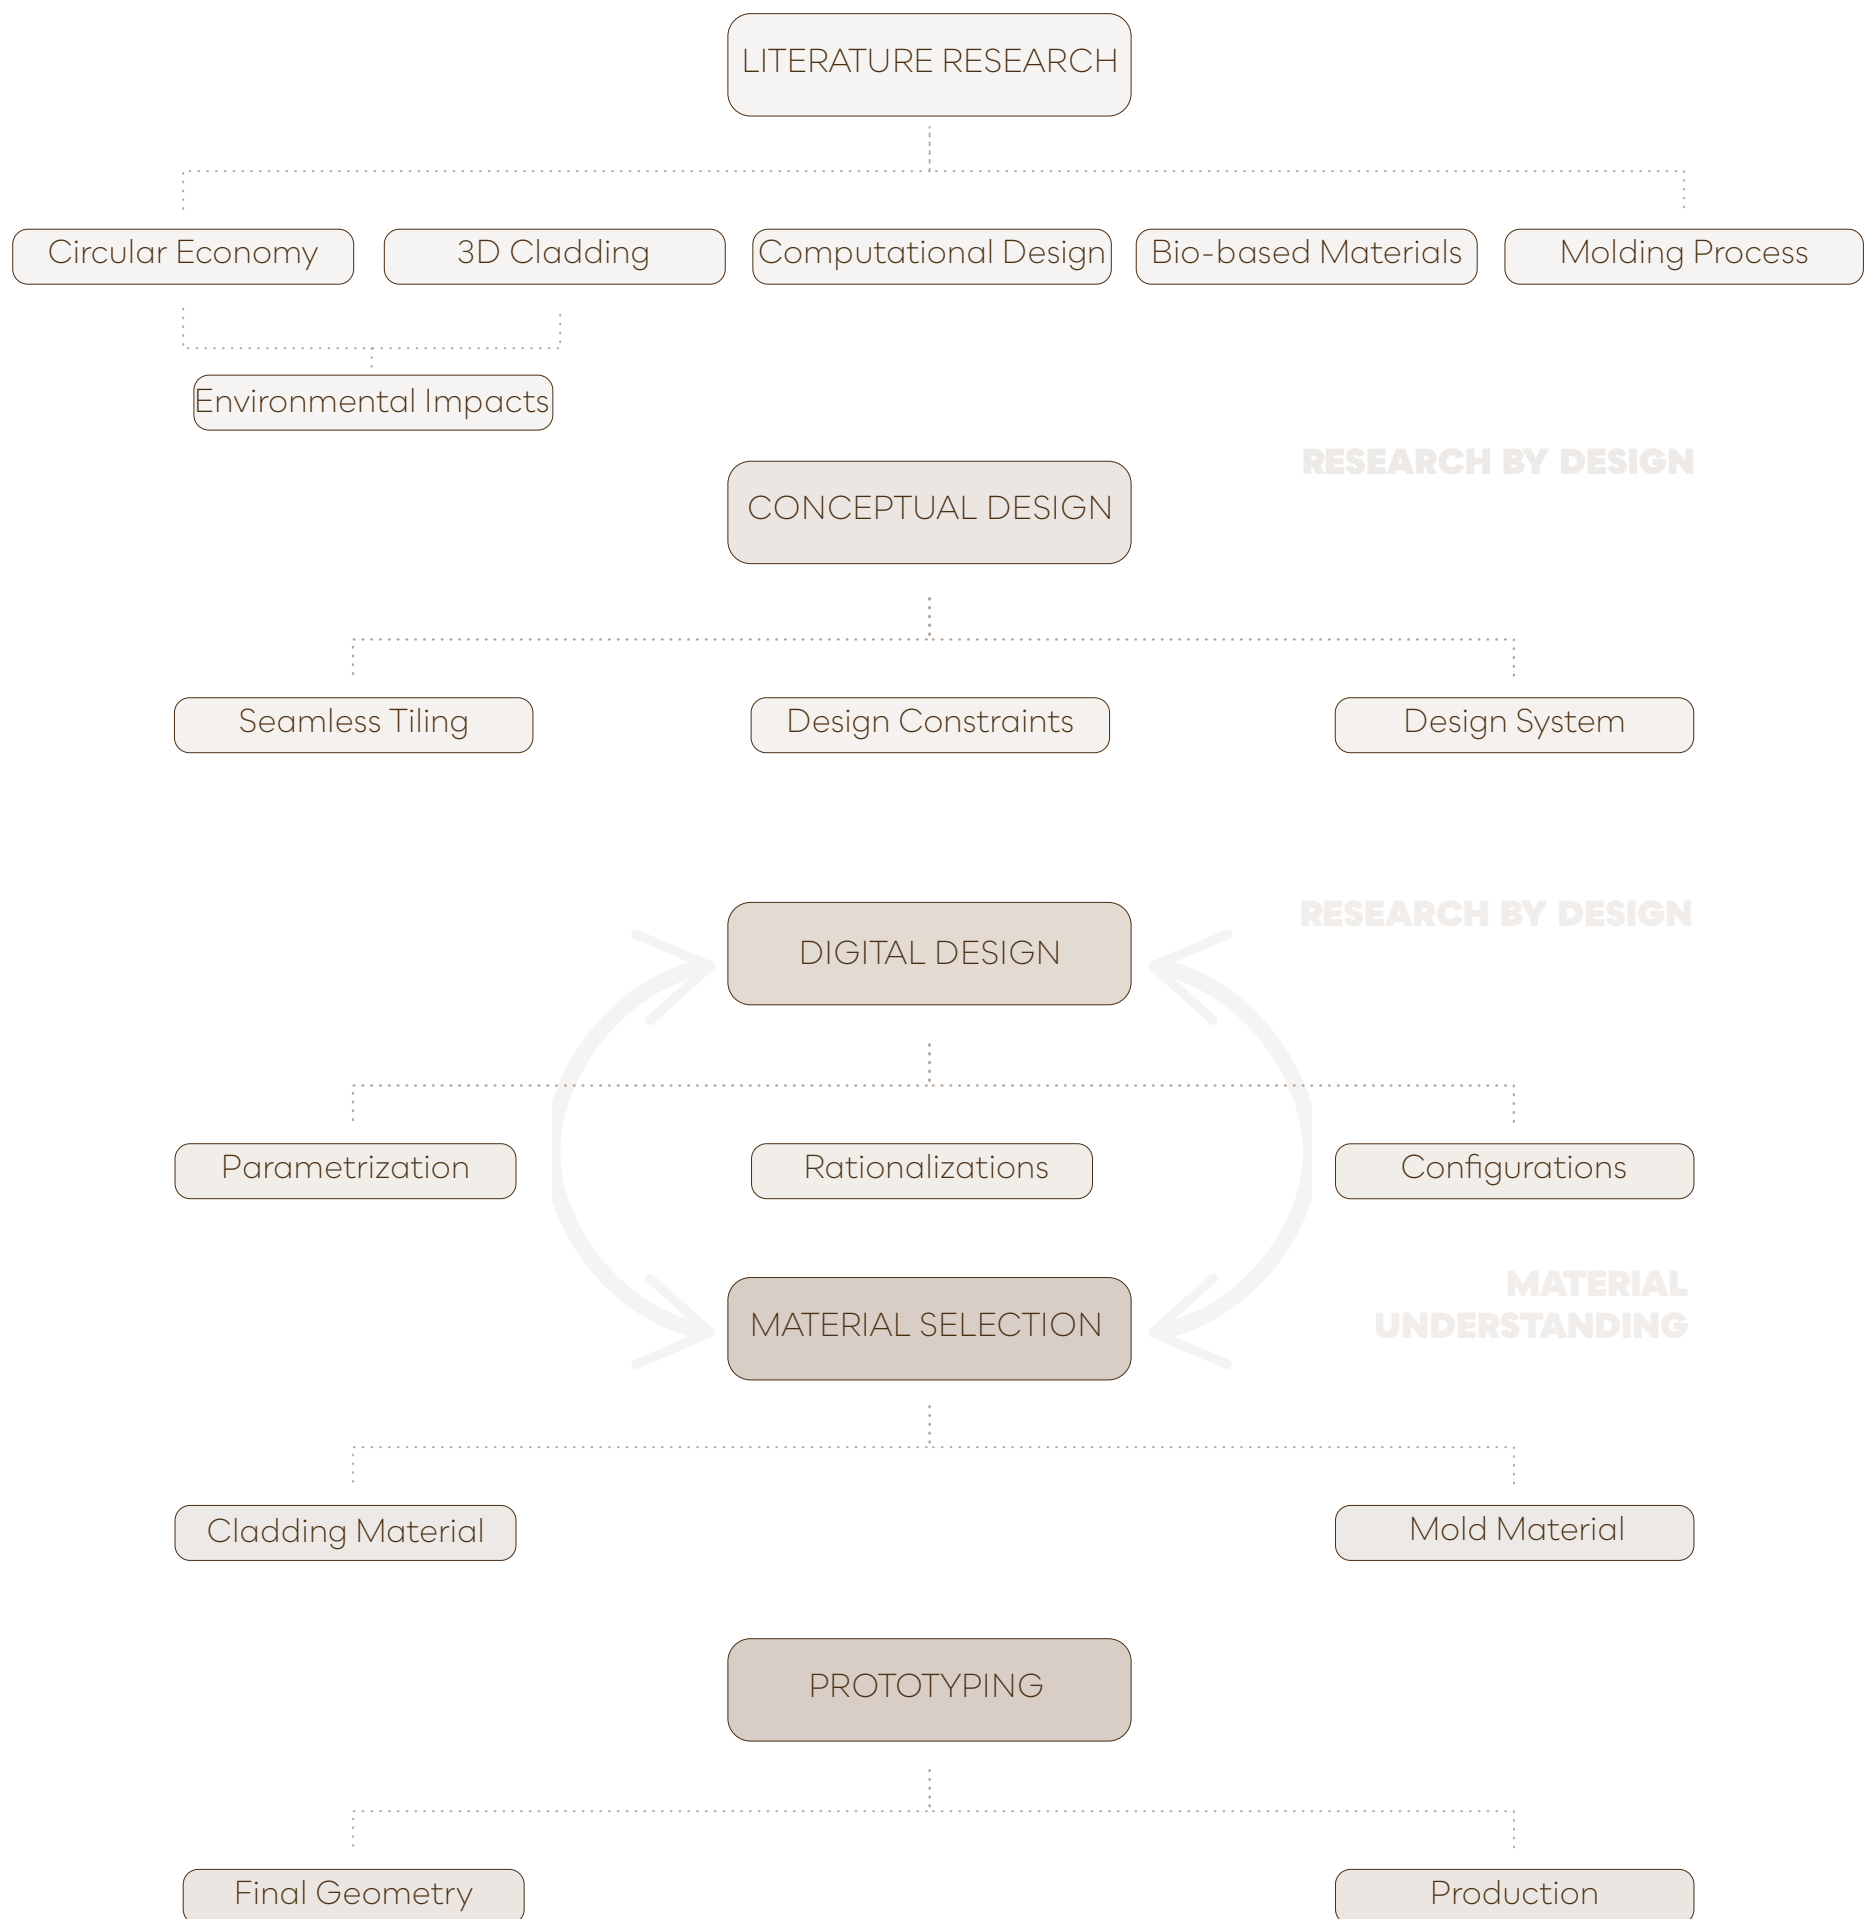 LITERATURE RESEARCH
Circular Economy
3D Cladding
Computational Design
Bio-based Materials
Molding Process
Environmental Impacts
RESEARCH BY DESIGN
CONCEPTUAL DESIGN
Seamless Tiling
Design Constraints
Design System
RESEARCH BY DESIGN
DIGITAL DESIGN
Parametrization
Rationalizations
Configurations
MATERIAL
UNDERSTANDING
MATERIAL SELECTION
Cladding Material
Mold Material
PROTOTYPING
Final Geometry
Production